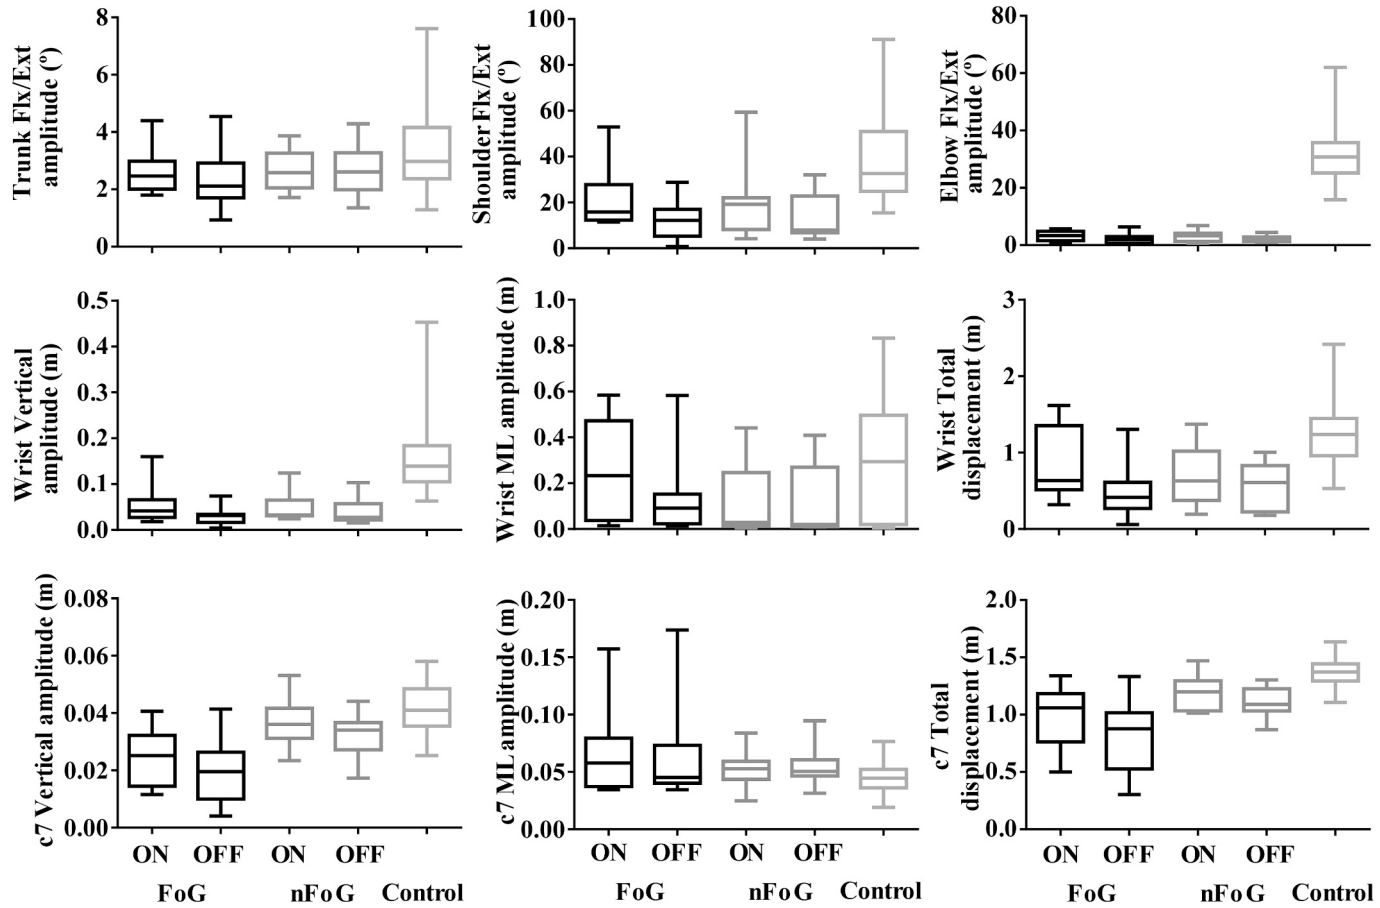 Trunk Flx/Ext
amplitude (º)
8
6
4
2
0
Shoulder Flx/Ext
amplitude (º)
100
80
60
40
20
0
Elbow Flx/Ext
amplitude (º)
80
60
40
20
0
Wrist Vertical
amplitude (m)
0.5
0.4
0.3
0.2
0.1
0.0
Wrist ML amplitude (m)
1.0
0.8
0.6
0.4
0.2
0.0
Wrist Total
displacement (m)
3
2
1
0
c7 Vertical amplitude (m)
0.08
0.06
0.04
0.02
0.00
c7 ML amplitude (m)
0.20
0.15
0.10
0.05
0.00
c7 Total
displacement (m)
2.0
1.5
1.0
0.5
0.0
ON OFF ON OFF
FoG nFoG Control
ON OFF ON OFF
FoG nFoG Control
ON OFF ON OFF
FoG nFoG Control